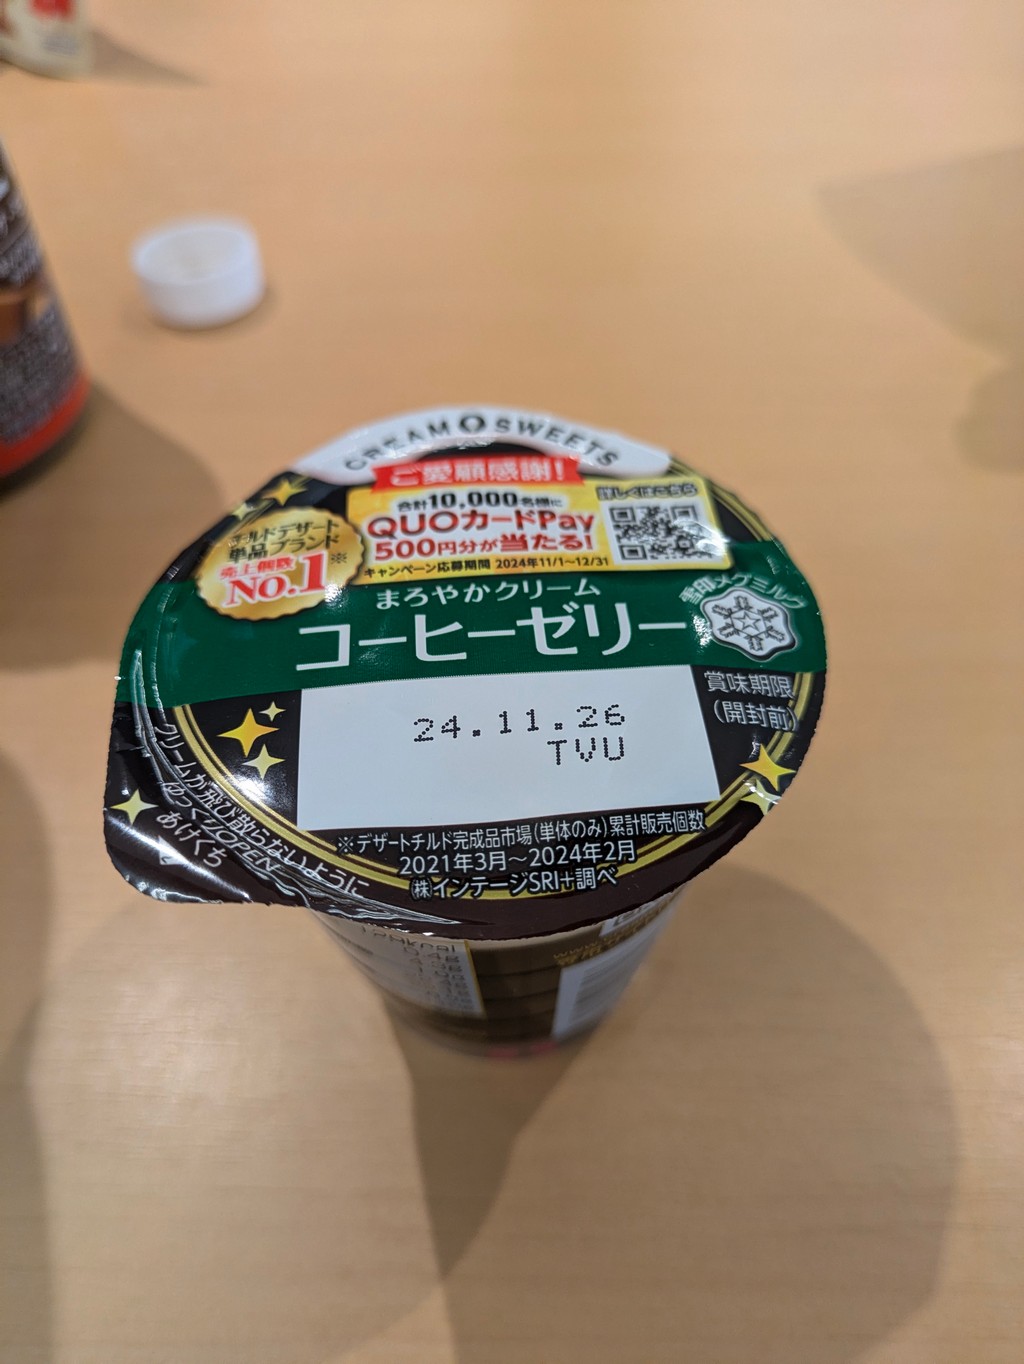 CREAM SWEETS
ご愛顧感謝!
合計10,000名様に
QUOカードPay
500円分が当たる!
キャンペーン応募期間 2024年11/1~12/31
詳しくはこちら
チルドデザート
単品ブランド
売上個数※
NO.1
まろやかクリーム
コーヒーゼリー
雪印メグミルク
賞味期限
(開封前)
24.11.26
TVU
クリームが飛び散らないように
ゆっくりOPEN
あけくち
※デザートチルド完成品市場(単体のみ)累計販売個数
2021年3月~2024年2月
(株)インテージSRI+調べ